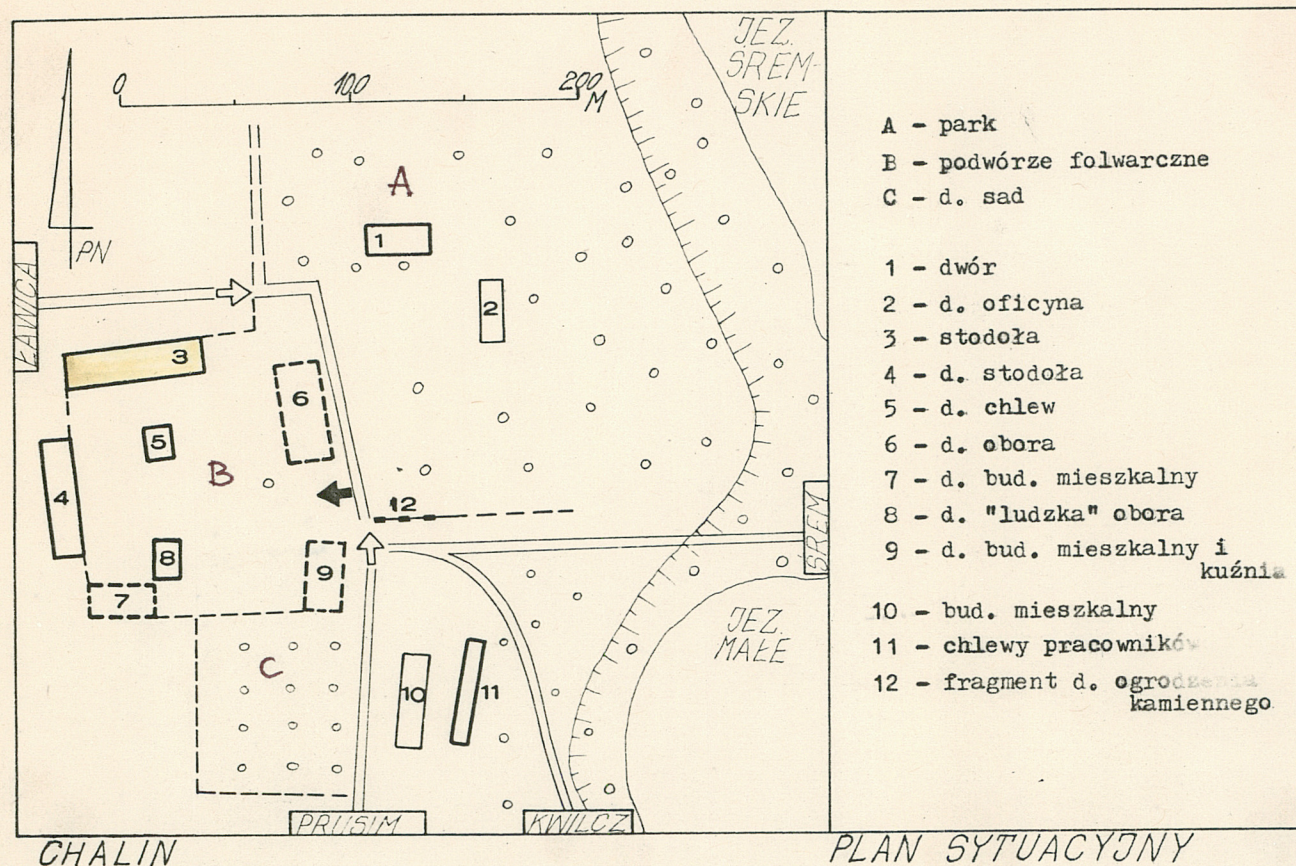 0 100 200
M
JEZ.
ŚREM-
SKIE
A
1
PN
ŁAWICA
2
3
6
5
B
4
12
8
9
7
ŚREM
JEZ.
MAŁE
C
10
11
PRUSIM
KWILCZ
A - park
B - podwórze folwarczne
C - d. sad
1 - dwór
2 - d. oficyna
3 - stodoła
4 - d. stodoła
5 - d. chlew
6 - d. obora
7 - d. bud. mieszkalny
8 - d. "ludzka" obora
9 - d. bud. mieszkalny i
kuźnia
10 - bud. mieszkalny
11 - chlewy pracowników
12 - fragment d. ogrodzenia
kamiennego
CHALIN
PLAN SYTUACYJNY